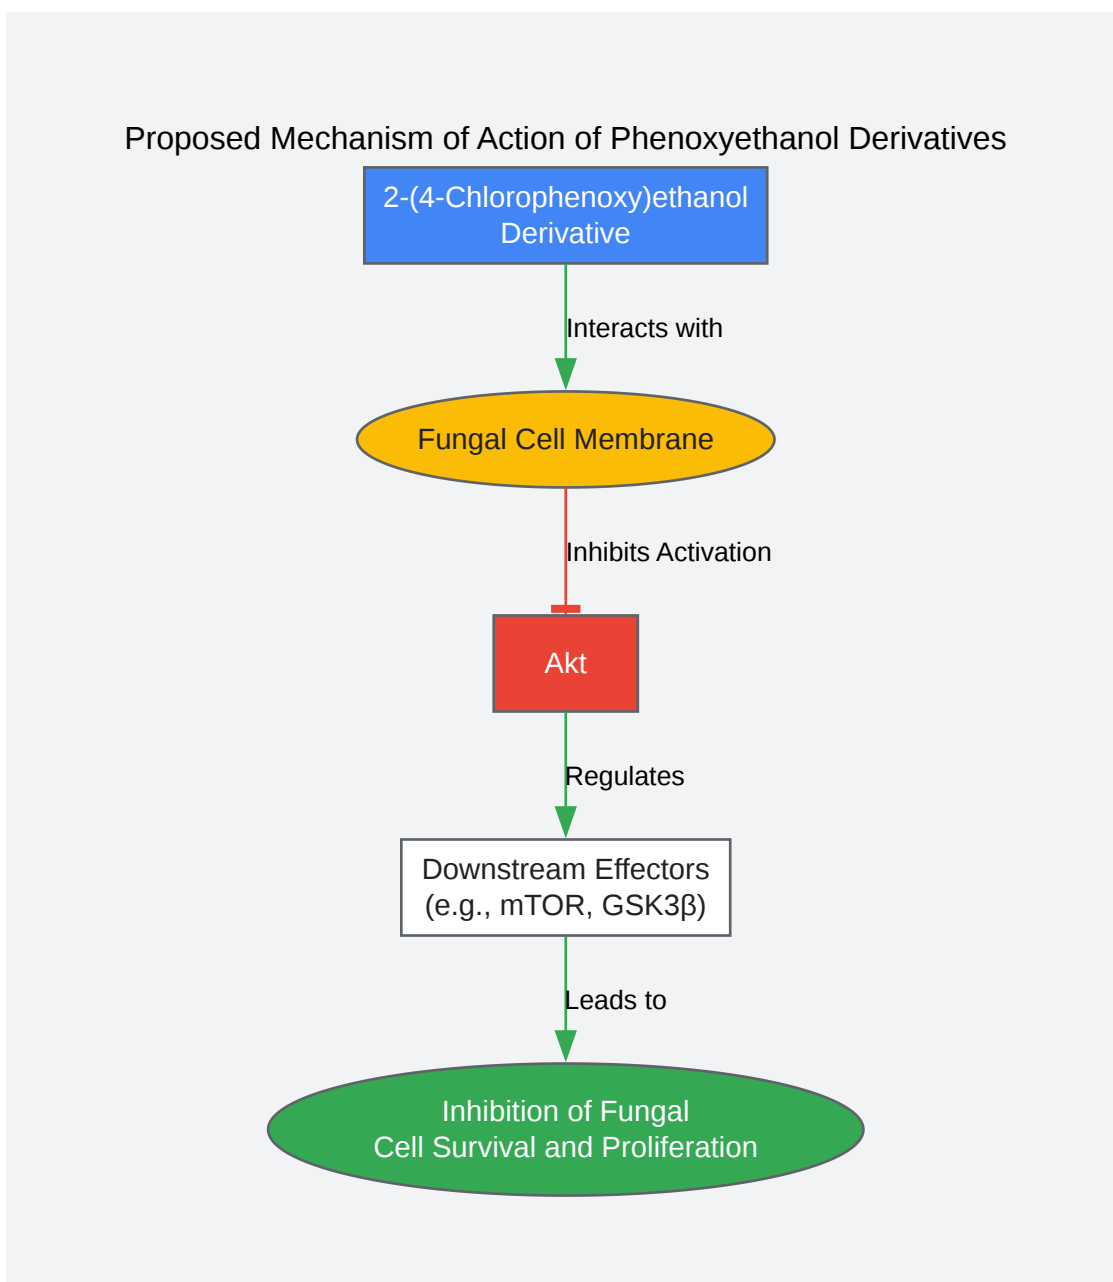 Proposed Mechanism of Action of Phenoxyethanol Derivatives
2-(4-Chlorophenoxy)ethanol
Derivative
Interacts with
Fungal Cell Membrane
Inhibits Activation
Akt
Regulates
Downstream Effectors
(e.g., mTOR, GSK3β)
Leads to
Inhibition of Fungal
Cell Survival and Proliferation